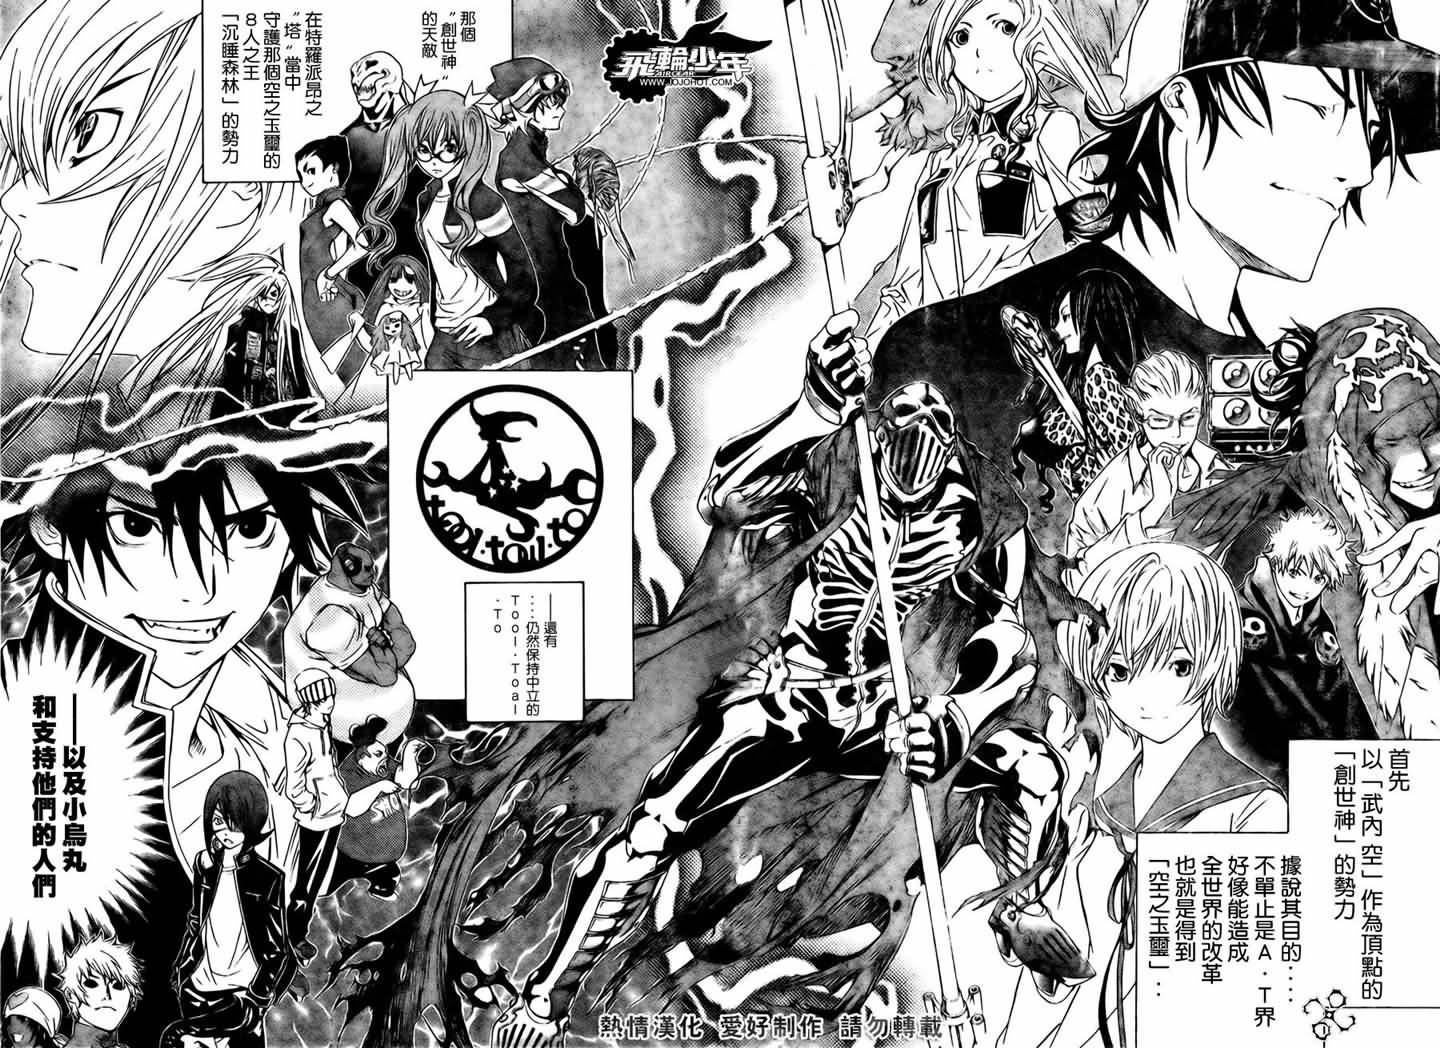 飛輪少年
AIR GEAR
WWW.JOJOHOT.COM
首先
以「武內 空」作為頂點的
「創世神」的勢力
據說其目的....
不單止是A·T界
好像能造成
全世界的改革
也就是得到
「空之玉璽」..
那個
〝創世神〞
的天敵
在特羅派昂之
〝塔〞當中
守護那個空之玉璽的
8人之王
「沉睡森林」的勢力
tool·toul·to
——還有
....仍然保持中立的
Tool·Toal
·To
——以及小烏丸
和支持他們的人們
熱情漢化 愛好制作 請勿轉載